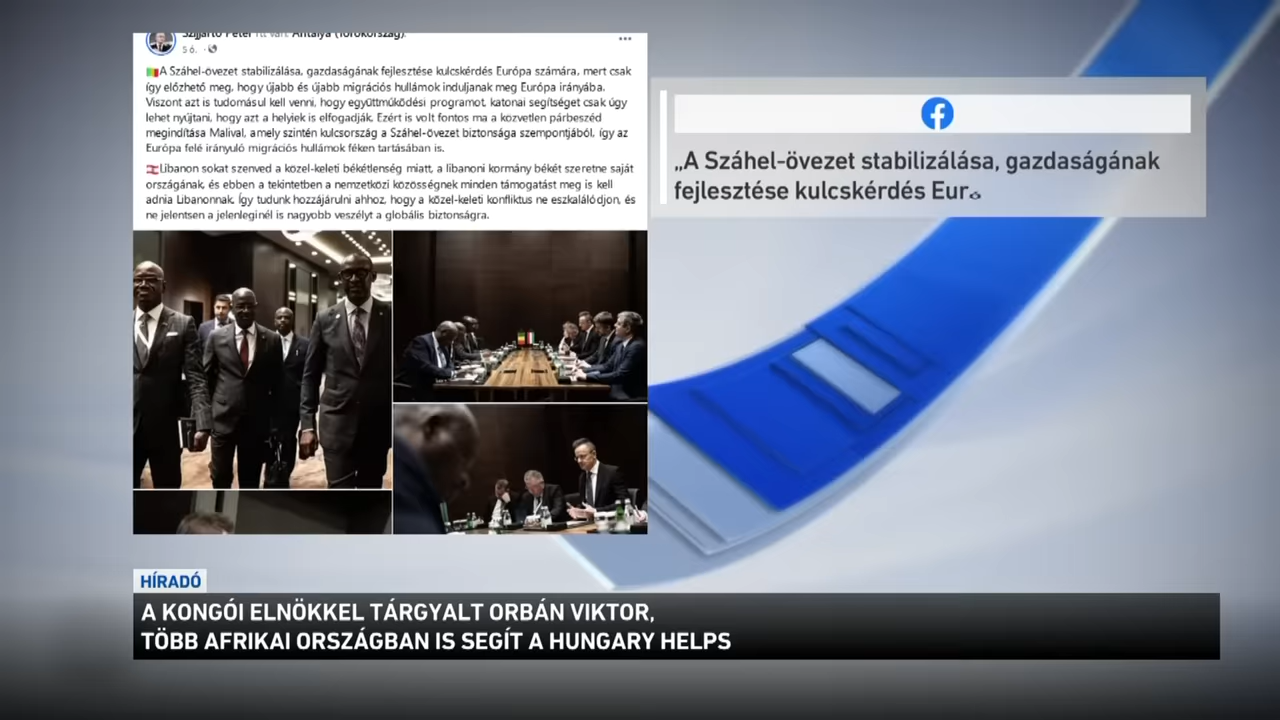 Szijjártó Péter itt van: Antalya (Törökország).
5 ó.
A Száhel-övezet stabilizálása, gazdaságának fejlesztése kulcskérdés Európa számára, mert csak
így előzhető meg, hogy újabb és újabb migrációs hullámok induljanak meg Európa irányába.
Viszont azt is tudomásul kell venni, hogy együttműködési programot, katonai segítséget csak úgy
lehet nyújtani, hogy azt a helyiek is elfogadják. Ezért is volt fontos ma a közvetlen párbeszéd
megindítása Malival, amely szintén kulcsország a Száhel-övezet biztonsága szempontjából, így az
Európa felé irányuló migrációs hullámok féken tartásában is.
Libanon sokat szenved a közel-keleti békétlenség miatt, a libanoni kormány békét szeretne saját
országának, és ebben a tekintetben a nemzetközi közösségnek minden támogatást meg is kell
adnia Libanonnak. Így tudunk hozzájárulni ahhoz, hogy a közel-keleti konfliktus ne eszkalálódjon, és
ne jelentsen a jelenleginél is nagyobb veszélyt a globális biztonságra.
„A Száhel-övezet stabilizálása, gazdaságának
fejlesztése kulcskérdés Eur
HÍRADÓ
A KONGÓI ELNÖKKEL TÁRGYALT ORBÁN VIKTOR,
TÖBB AFRIKAI ORSZÁGBAN IS SEGÍT A HUNGARY HELPS